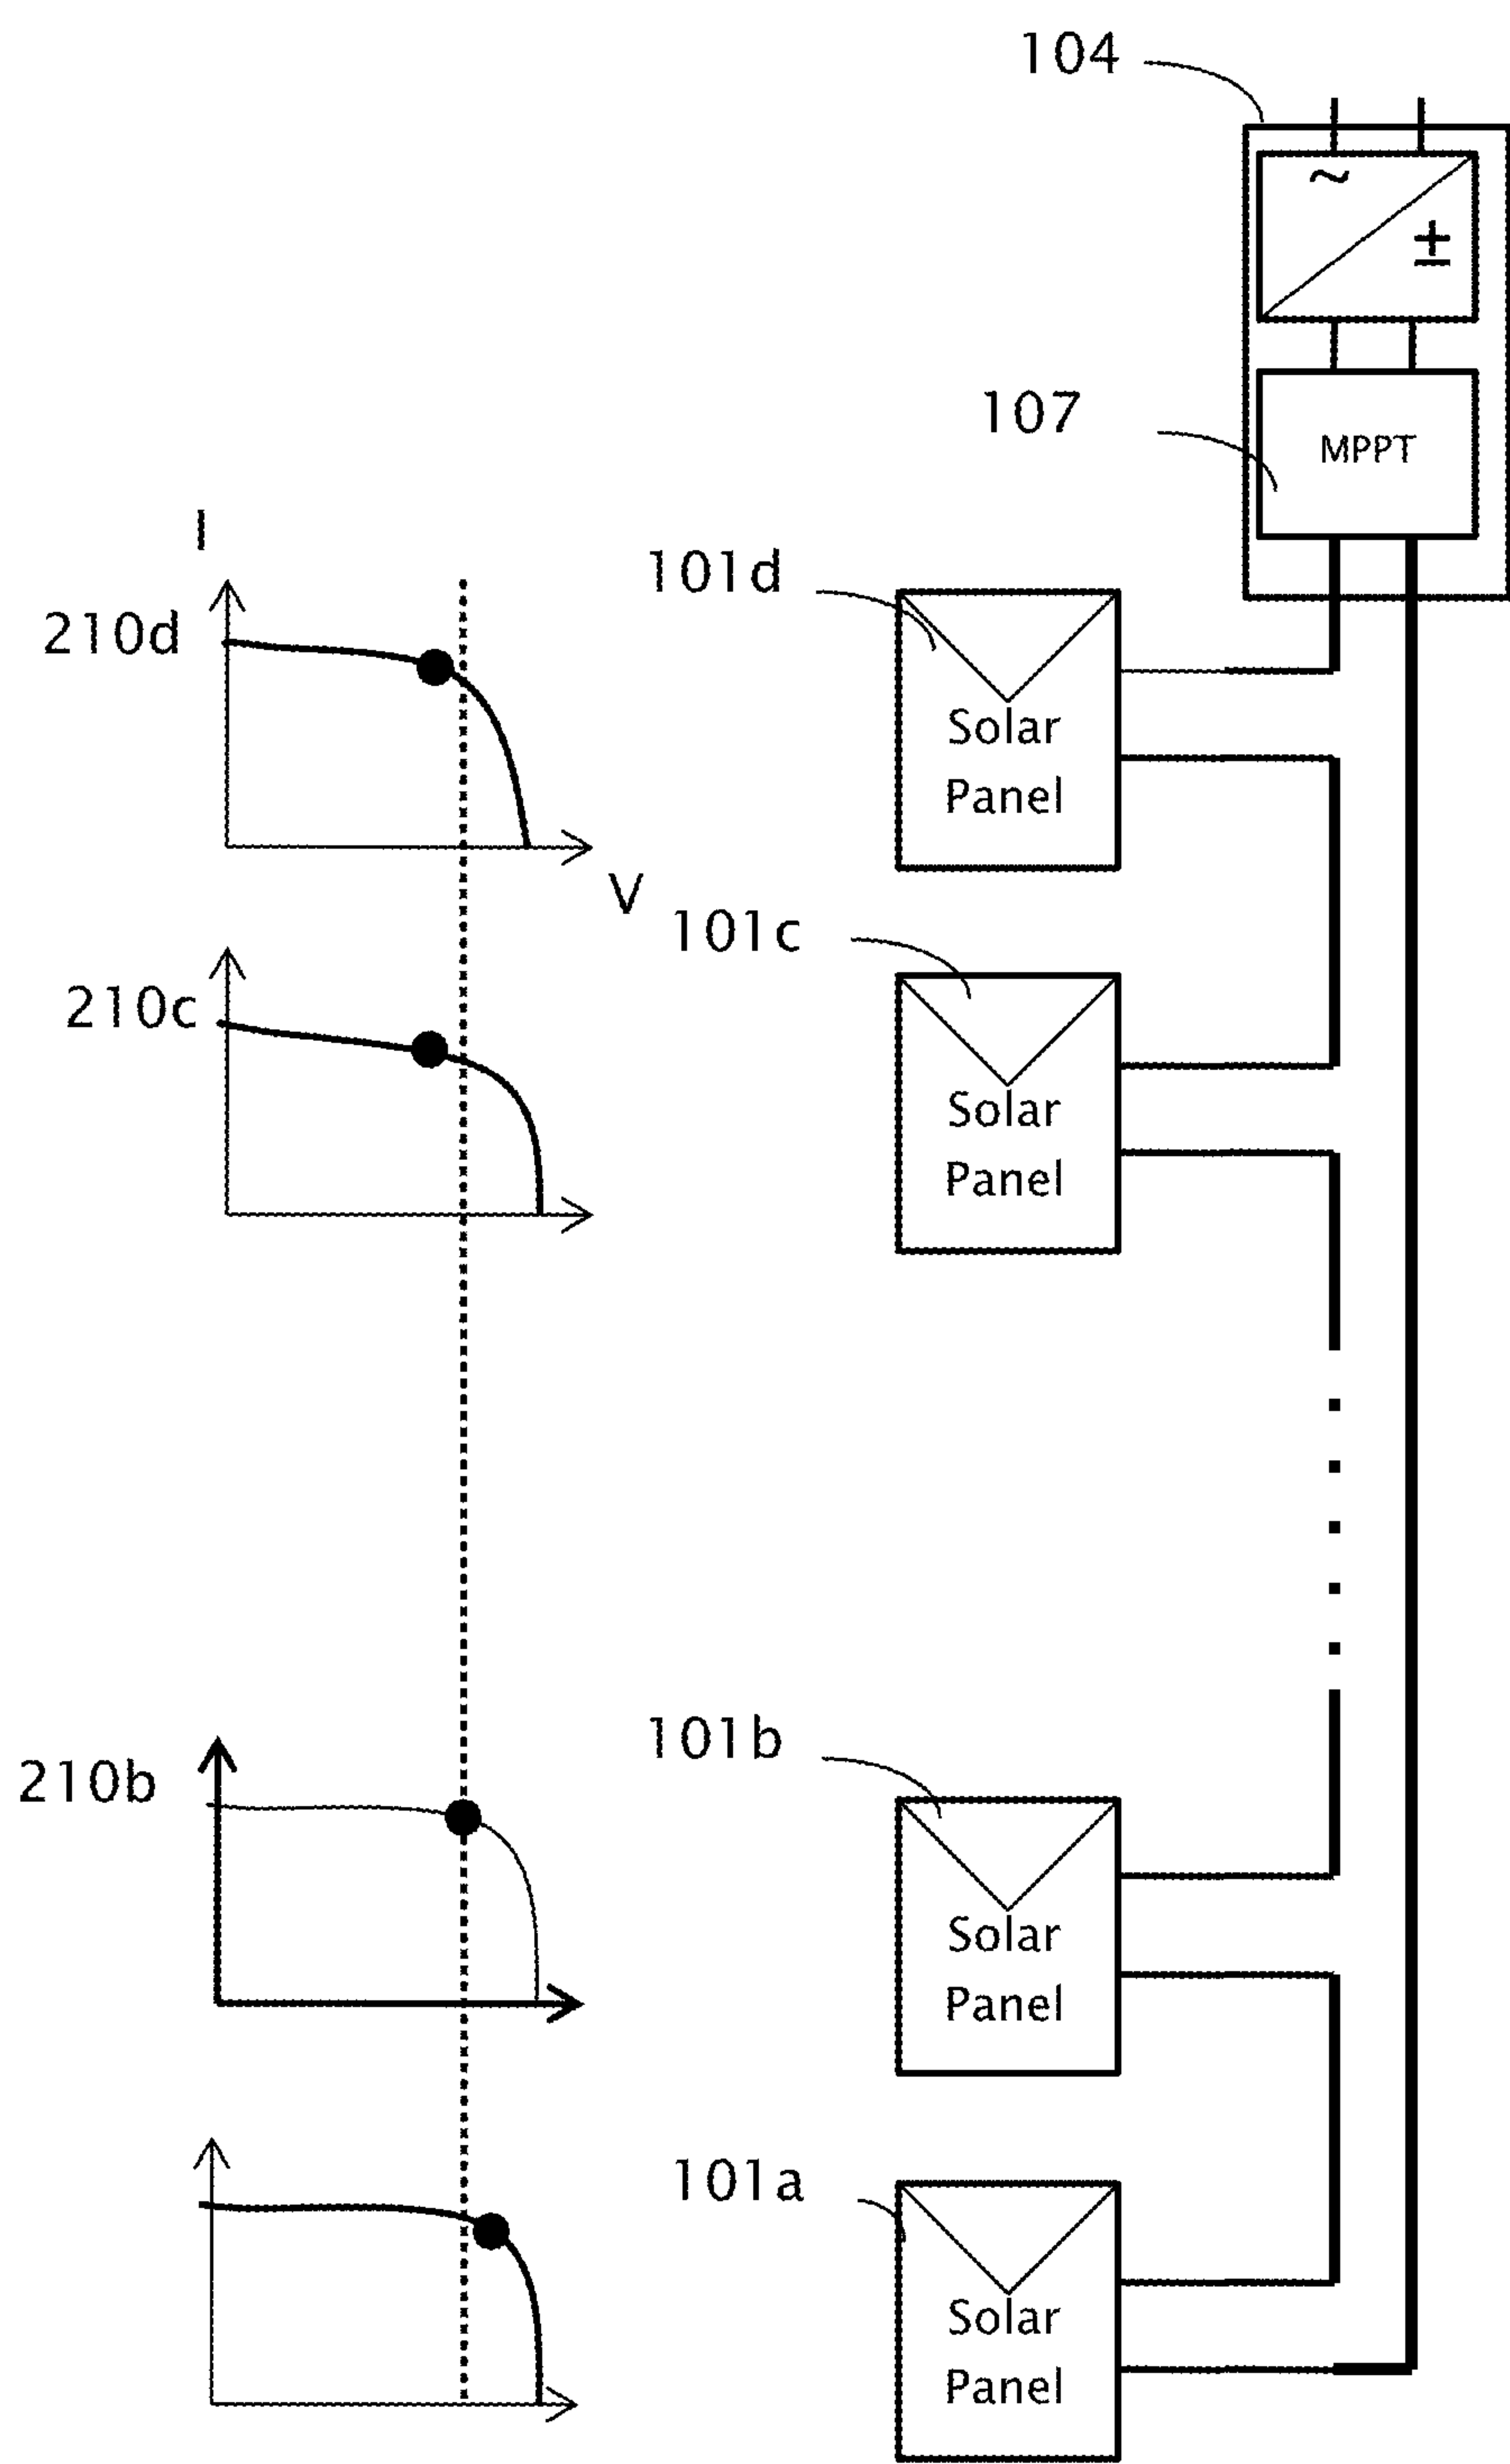 104
~
±
107
MPPT
I
101d
210d
Solar
Panel
V
101c
210c
Solar
Panel
101b
210b
Solar
Panel
101a
Solar
Panel